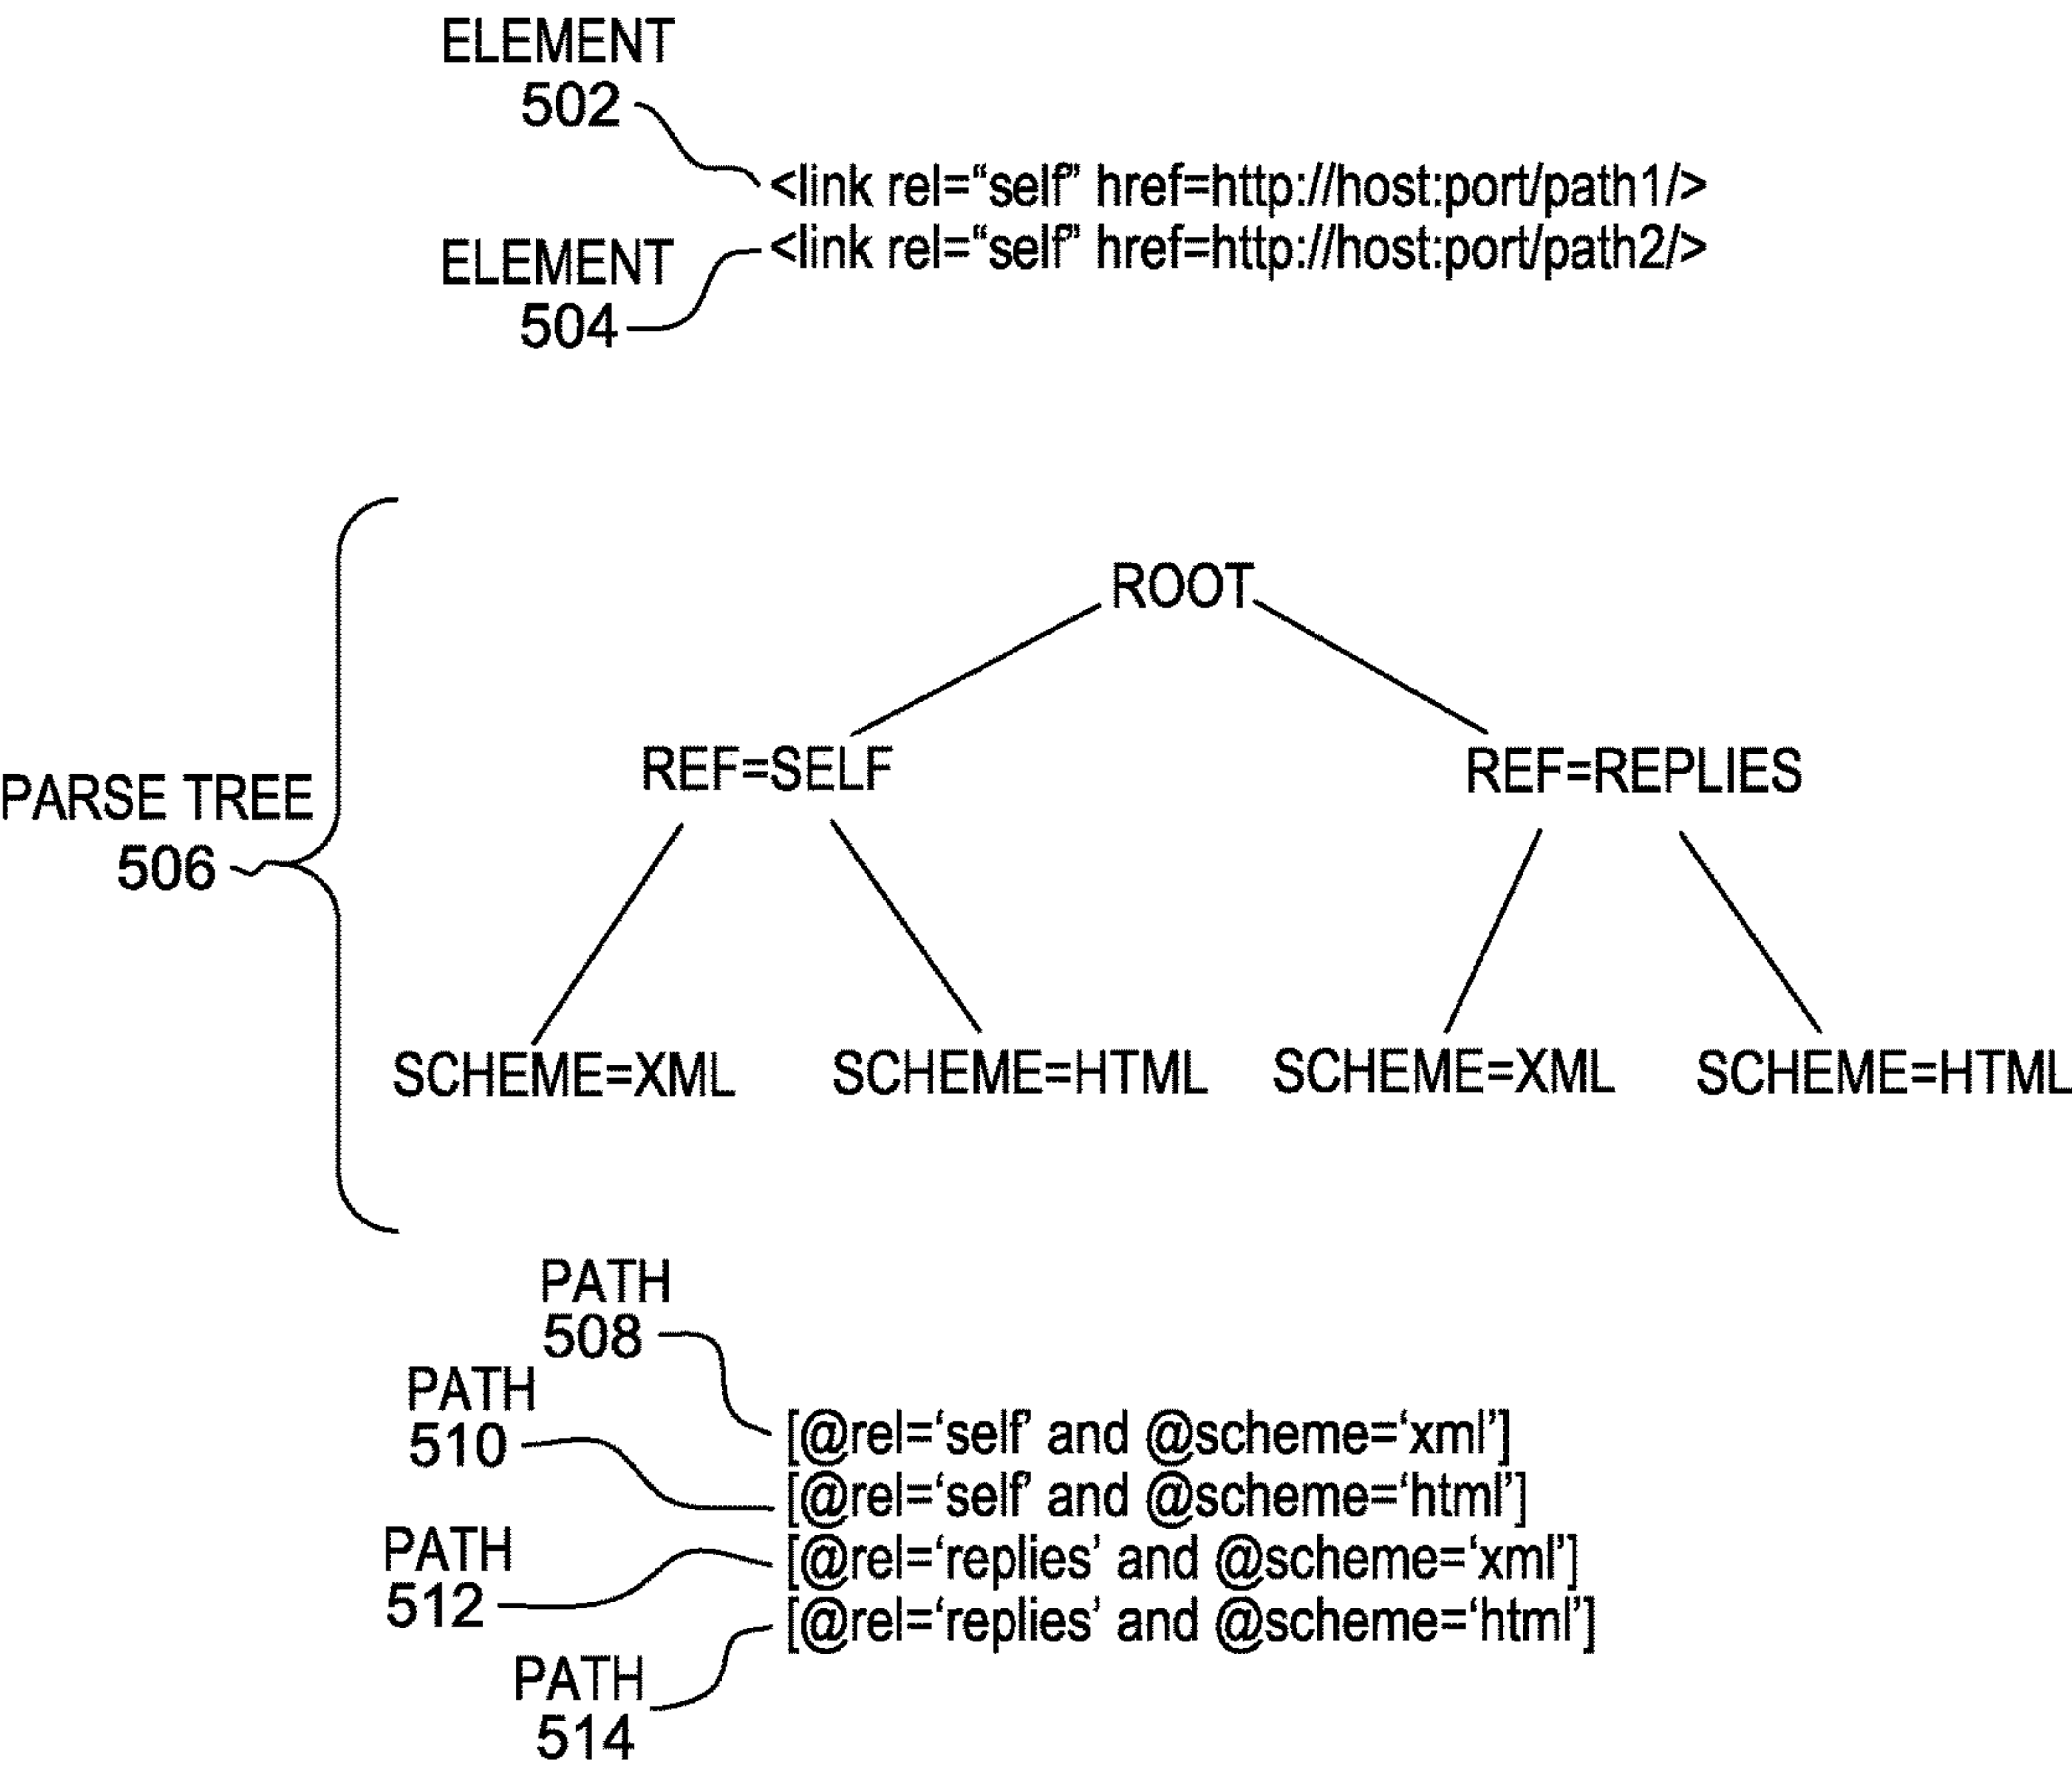 ELEMENT
502
<link rel=“self” href=http://host:port/path1/>
<link rel=“self” href=http://host:port/path2/>
ELEMENT
504
ROOT
REF=SELF
REF=REPLIES
PARSE TREE
506
SCHEME=XML
SCHEME=HTML
SCHEME=XML
SCHEME=HTML
PATH
508
PATH
510
[@rel=‘self’ and @scheme=‘xml’]
[@rel=‘self’ and @scheme=‘html’]
PATH
512
[@rel=‘replies’ and @scheme=‘xml’]
[@rel=‘replies’ and @scheme=‘html’]
PATH
514